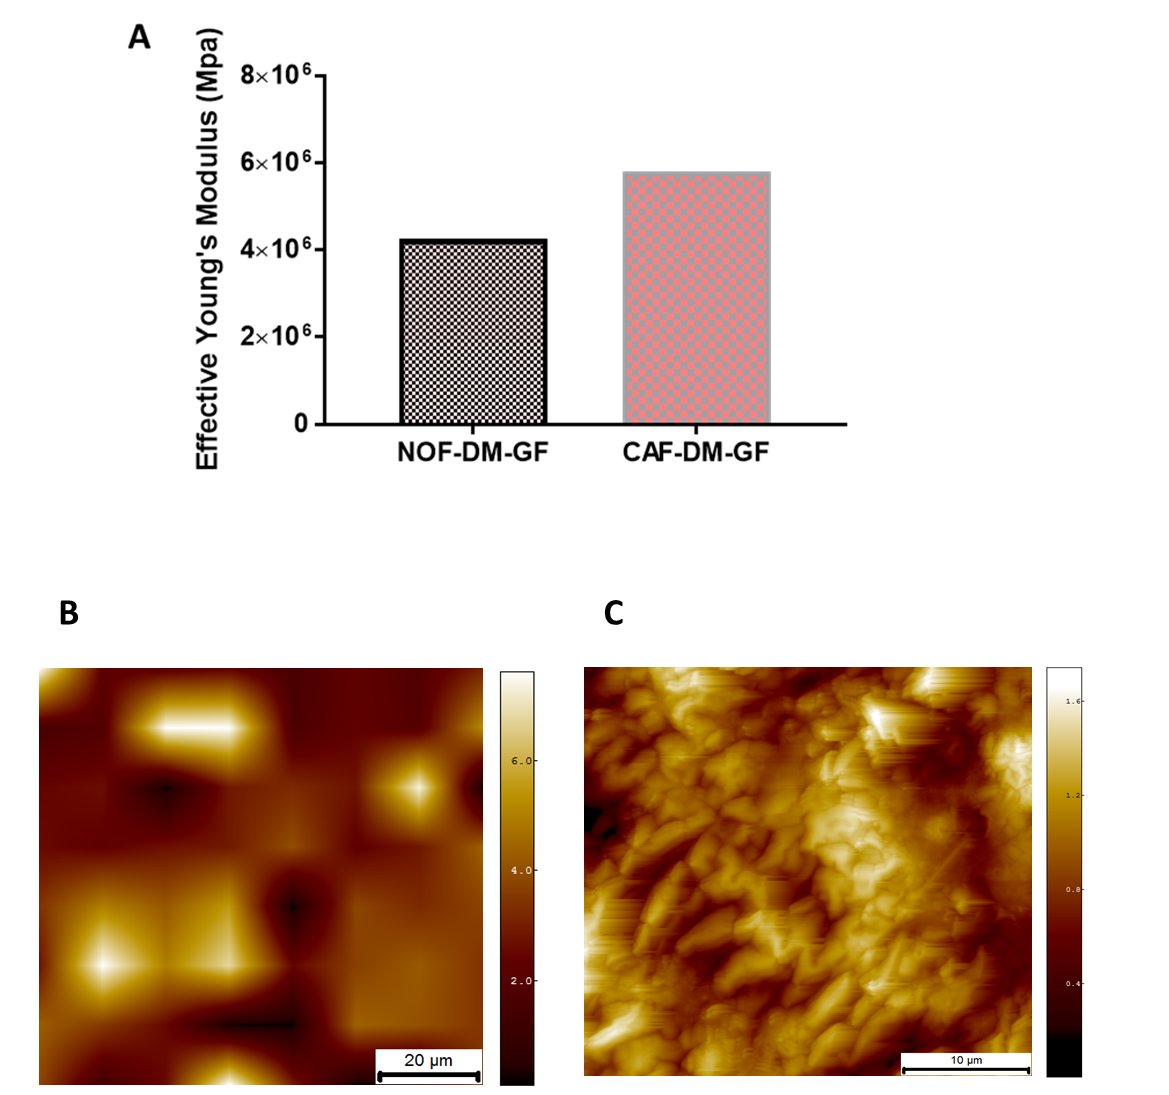 A
Effective Young's Modulus (Mpa)
8×10⁶
6×10⁶
4×10⁶
2×10⁶
0
NOF-DM-GF
CAF-DM-GF
B
6.0
4.0
2.0
20 µm
C
1.6
1.2
0.8
0.4
10 µm